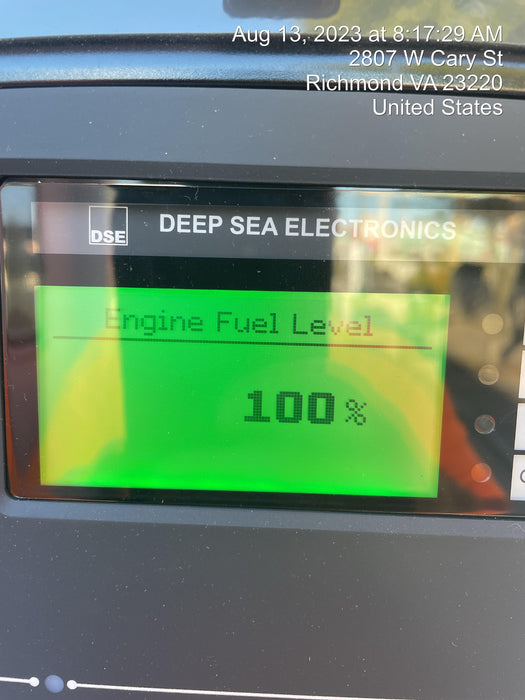 Aug 13, 2023 at 8:17:29 AM
2807 W Cary St
Richmond VA 23220
United States
DSE
DEEP SEA ELECTRONICS
Engine Fuel Level
100%